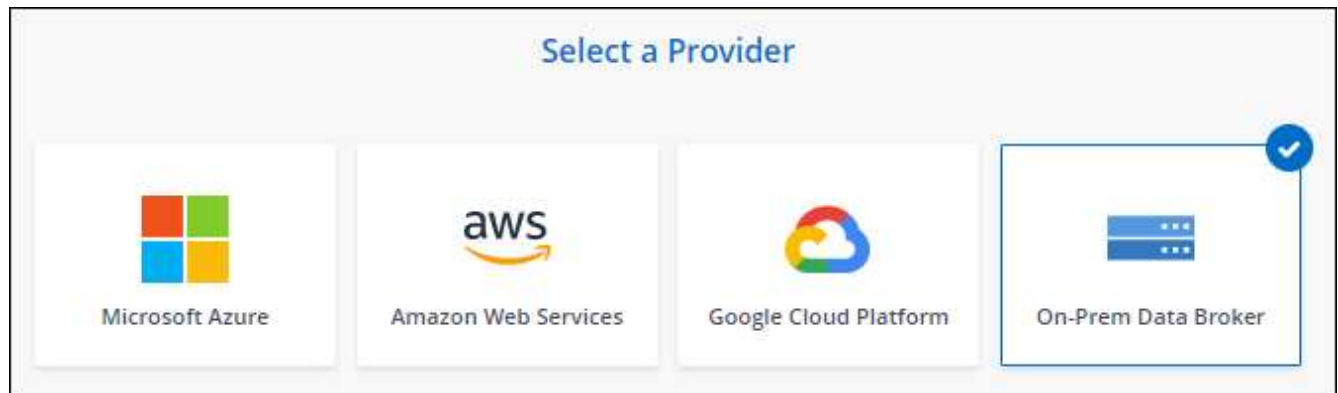 Select a Provider
aws
Microsoft Azure
Amazon Web Services
Google Cloud Platform
On-Prem Data Broker